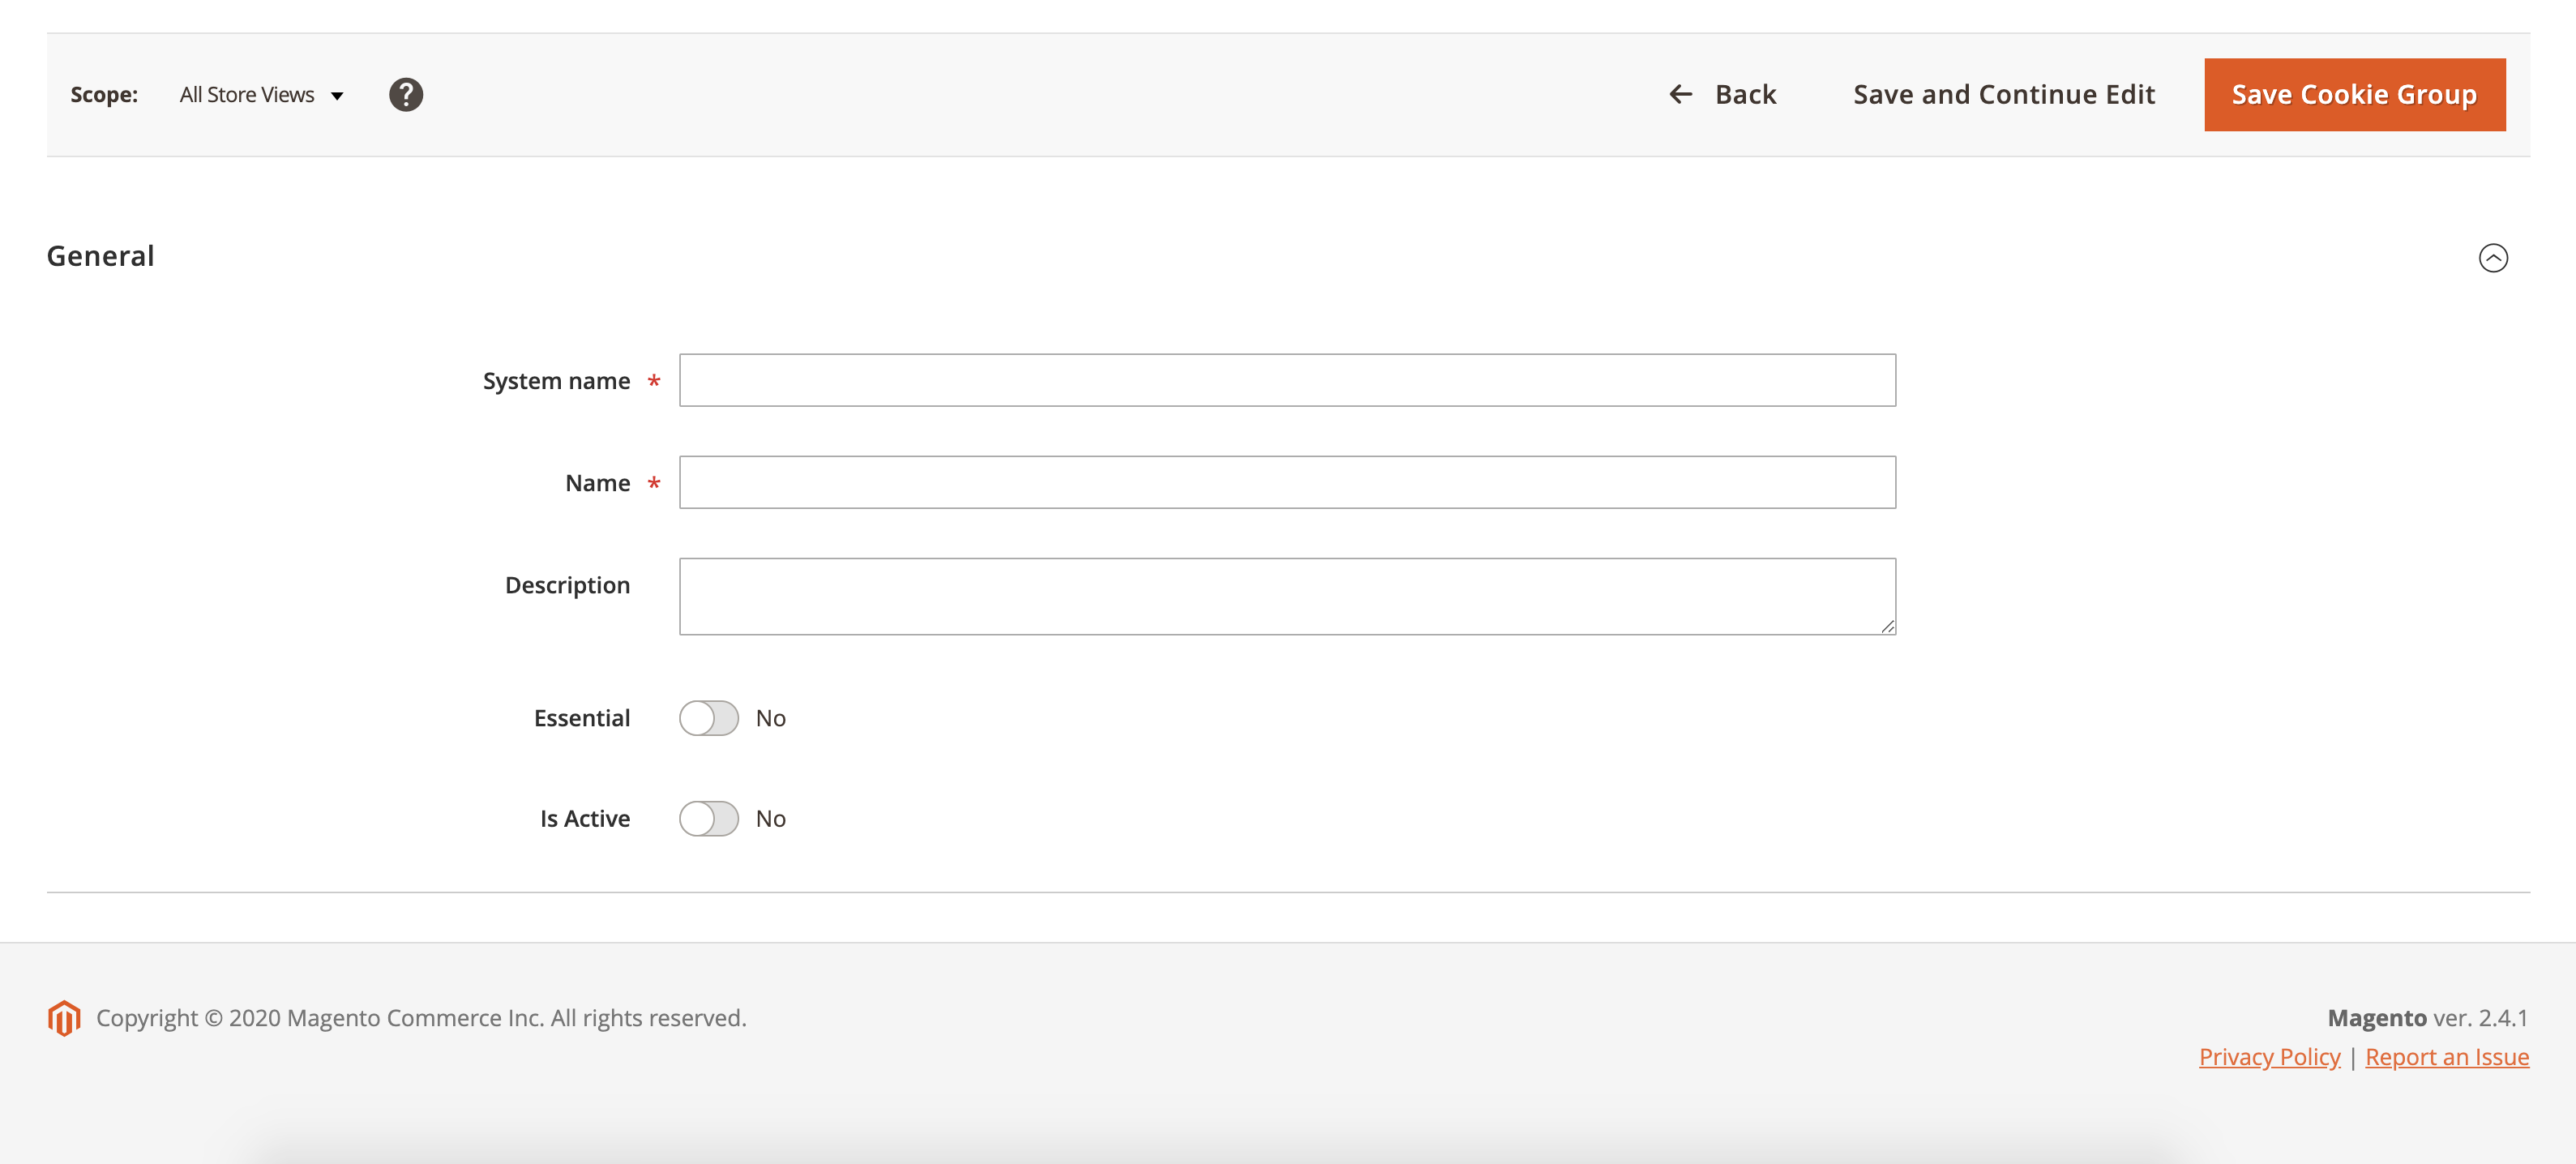 Scope: All Store Views ? Back Save and Continue Edit Save Cookie Group
General
System name *
Name *
Description
Essential No
Is Active No
Copyright © 2020 Magento Commerce Inc. All rights reserved. Magento ver. 2.4.1
Privacy Policy | Report an Issue